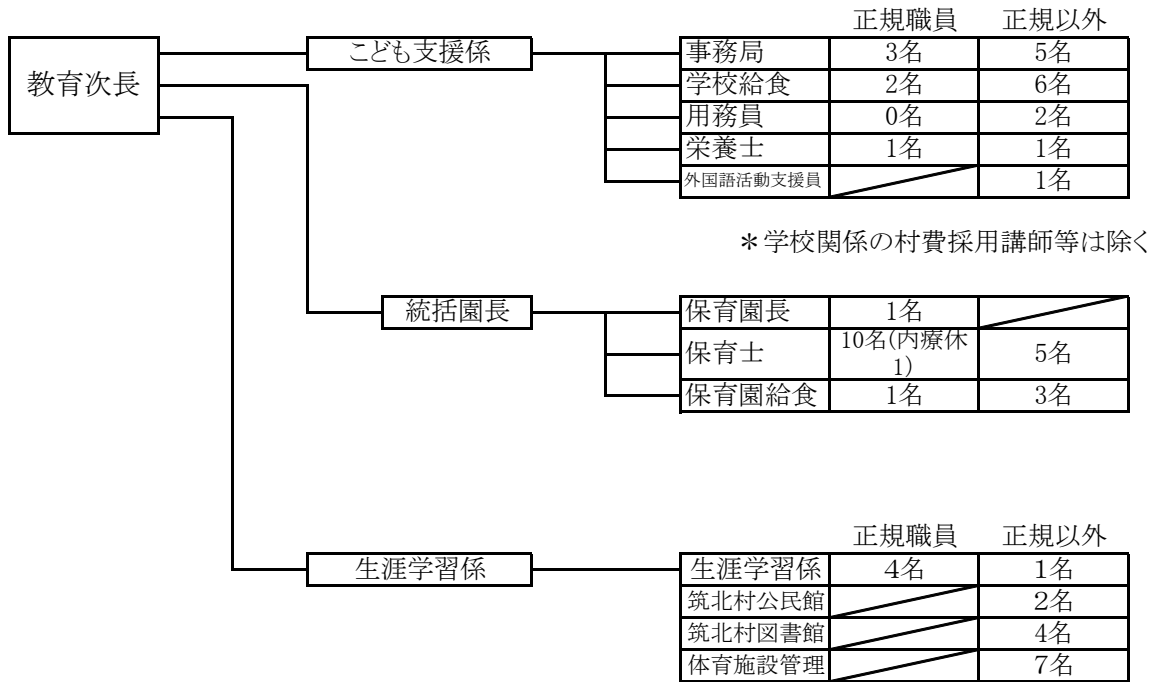 正規職員 正規以外
教育次長 こども支援係 事務局 3名 5名
学校給食 2名 6名
用務員 0名 2名
栄養士 1名 1名
外国語活動支援員 1名
＊学校関係の村費採用講師等は除く
統括園長 保育園長 1名
保育士 10名(内療休1) 5名
保育園給食 1名 3名
正規職員 正規以外
生涯学習係 生涯学習係 4名 1名
筑北村公民館 2名
筑北村図書館 4名
体育施設管理 7名